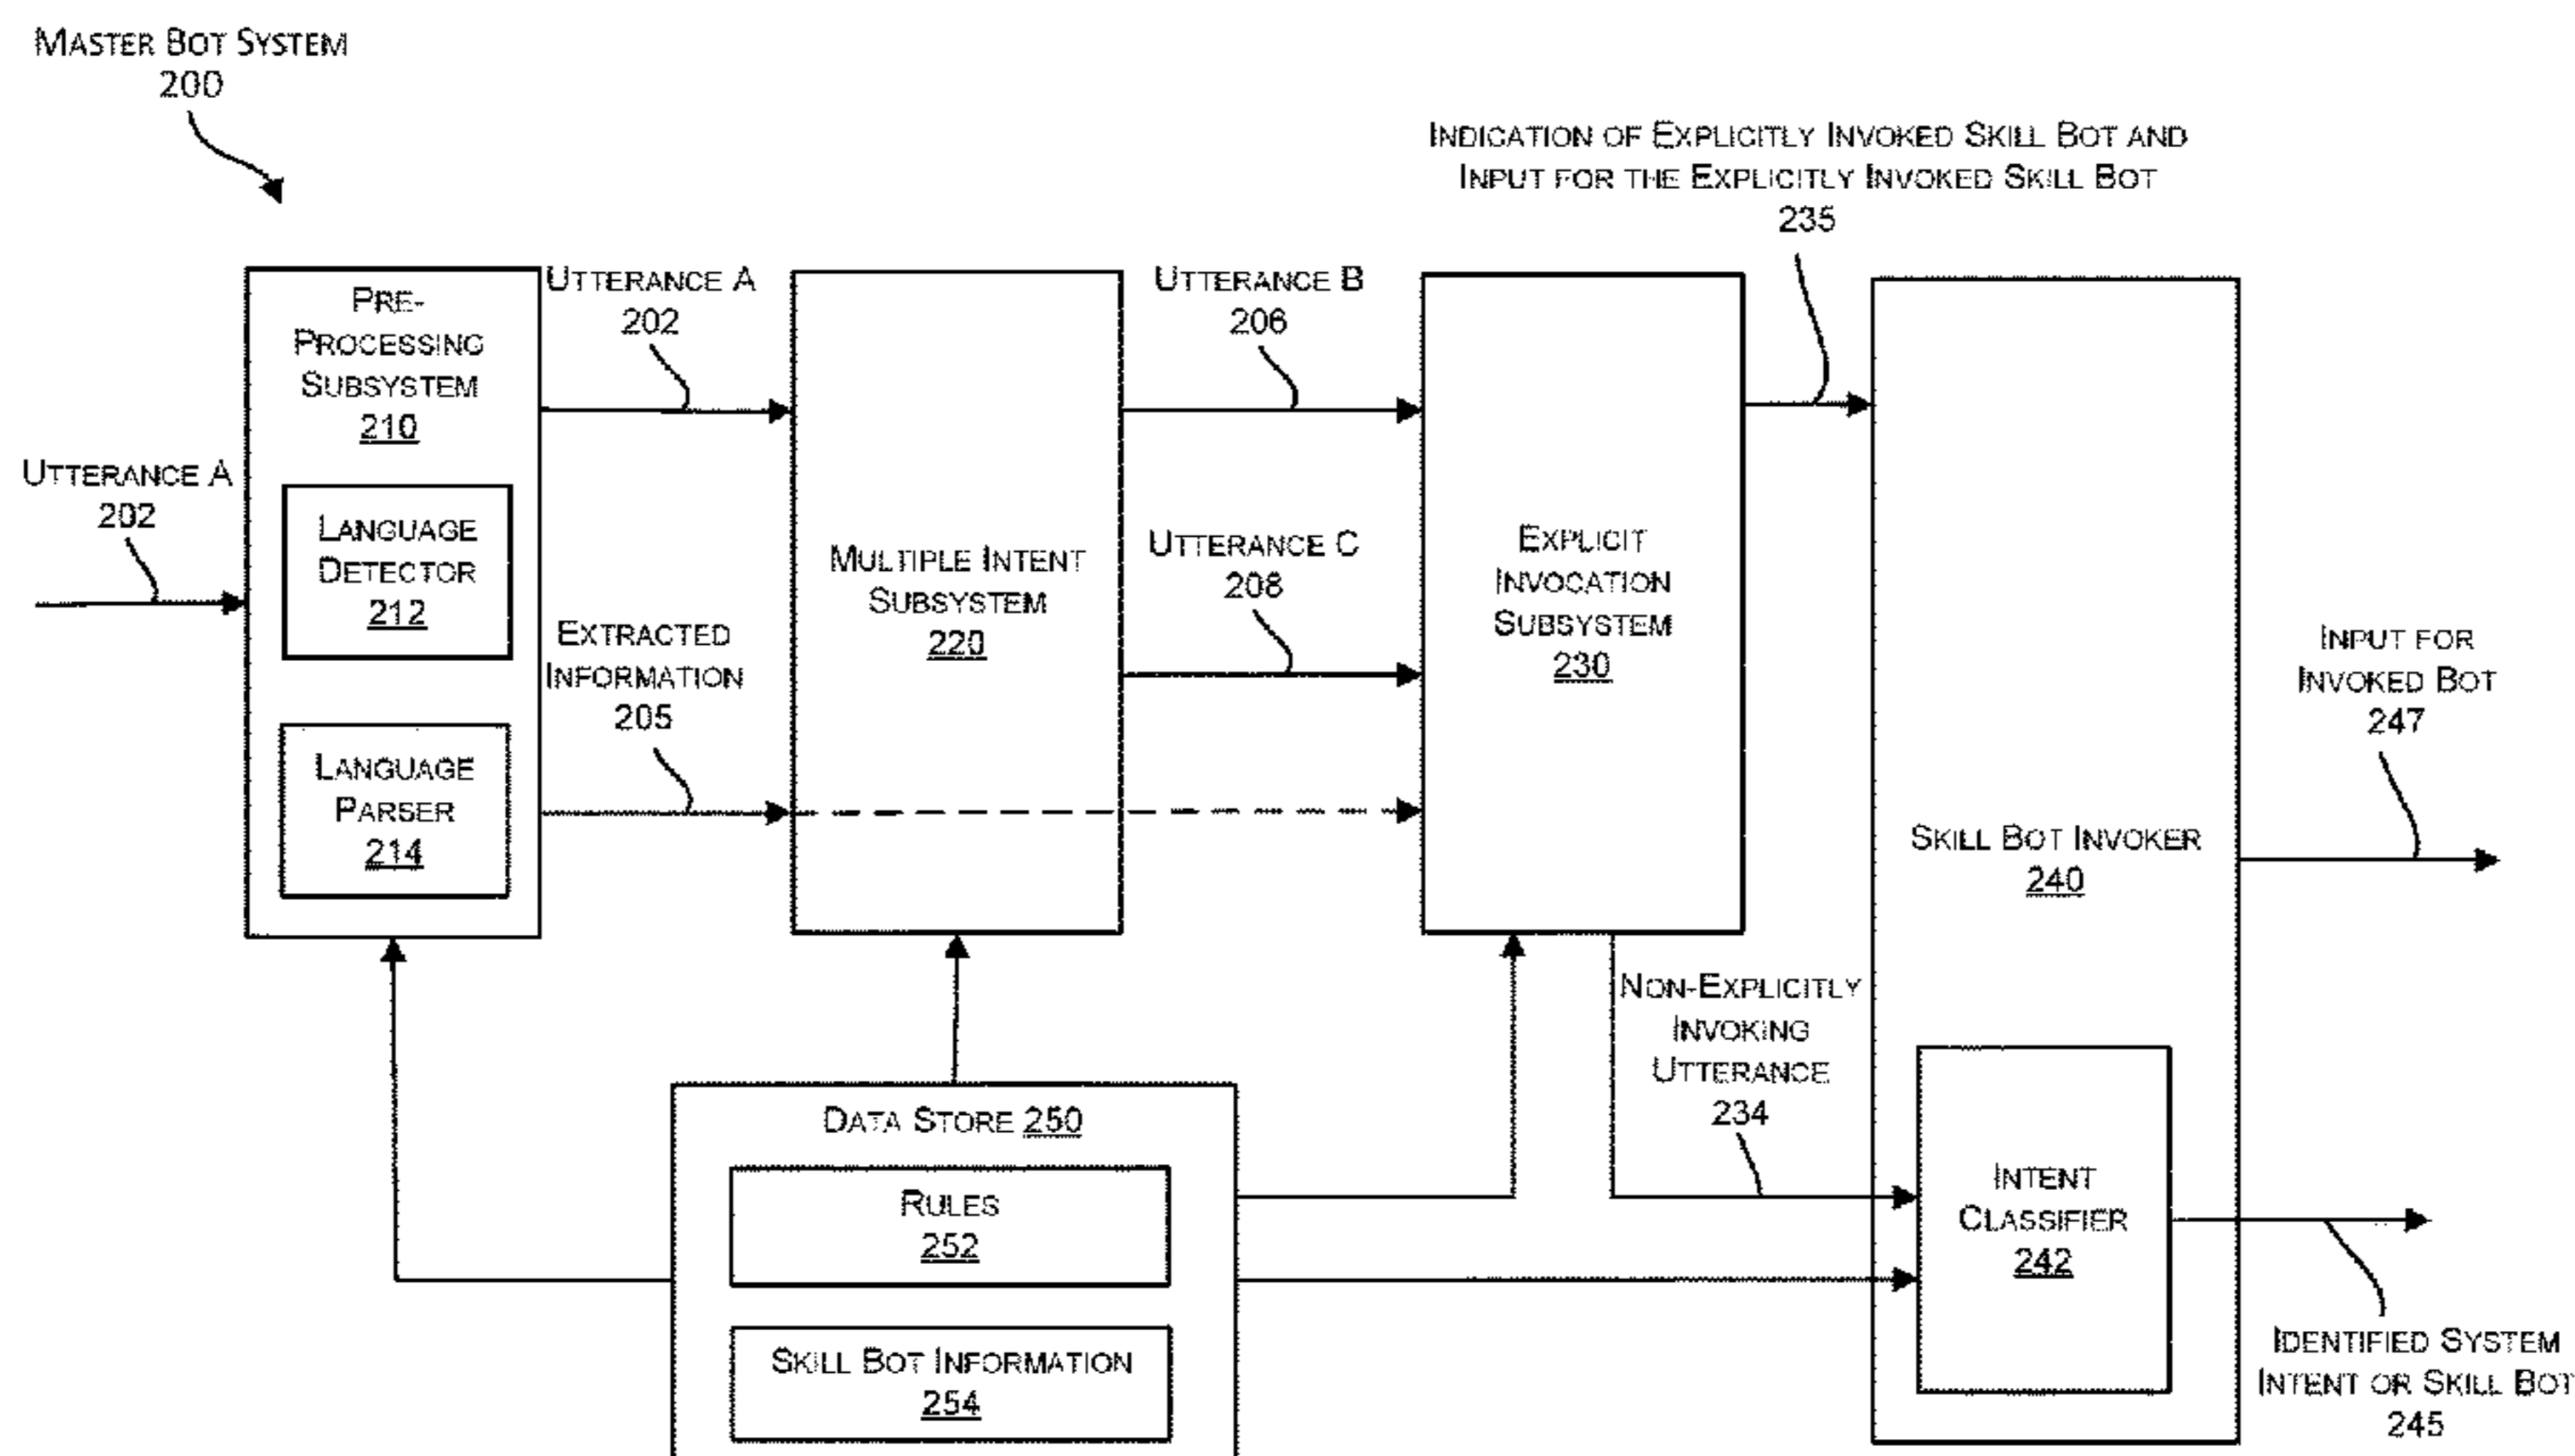 MASTER BOT SYSTEM
200
INDICATION OF EXPLICITLY INVOKED SKILL BOT AND
INPUT FOR THE EXPLICITLY INVOKED SKILL BOT
235
UTTERANCE A
202
PRE-
PROCESSING
SUBSYSTEM
210
LANGUAGE
DETECTOR
212
LANGUAGE
PARSER
214
UTTERANCE A
202
EXTRACTED
INFORMATION
205
MULTIPLE INTENT
SUBSYSTEM
220
UTTERANCE B
206
UTTERANCE C
208
EXPLICIT
INVOCATION
SUBSYSTEM
230
NON-EXPLICITLY
INVOKING
UTTERANCE
234
SKILL BOT INVOKER
240
INTENT
CLASSIFIER
242
INPUT FOR
INVOKED BOT
247
IDENTIFIED SYSTEM
INTENT OR SKILL BOT
245
DATA STORE 250
RULES
252
SKILL BOT INFORMATION
254